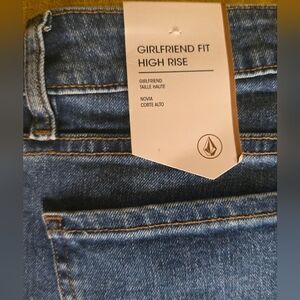 GIRLFRIEND FIT
HIGH RISE
GIRLFRIEND
TAILLE HAUTE
NOVIA
CORTE ALTO